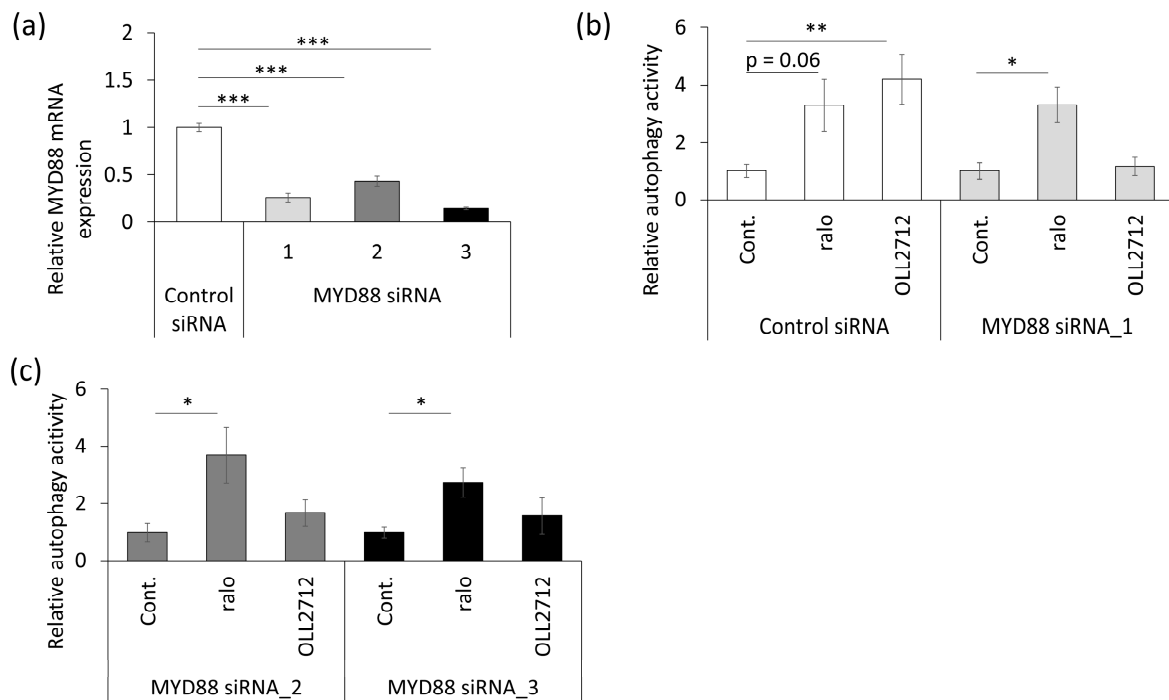 (a)
Relative MYD88 mRNA
expression
2
1.5
1
0.5
0
***
***
***
1
2
3
Control
siRNA
MYD88 siRNA
(b)
Relative autophagy activity
6
4
2
0
**
p = 0.06
*
Cont.
ralo
OLL2712
Cont.
ralo
OLL2712
Control siRNA
MYD88 siRNA_1
(c)
Relative autophagy acitivity
6
4
2
0
*
*
Cont.
ralo
OLL2712
Cont.
ralo
OLL2712
MYD88 siRNA_2
MYD88 siRNA_3